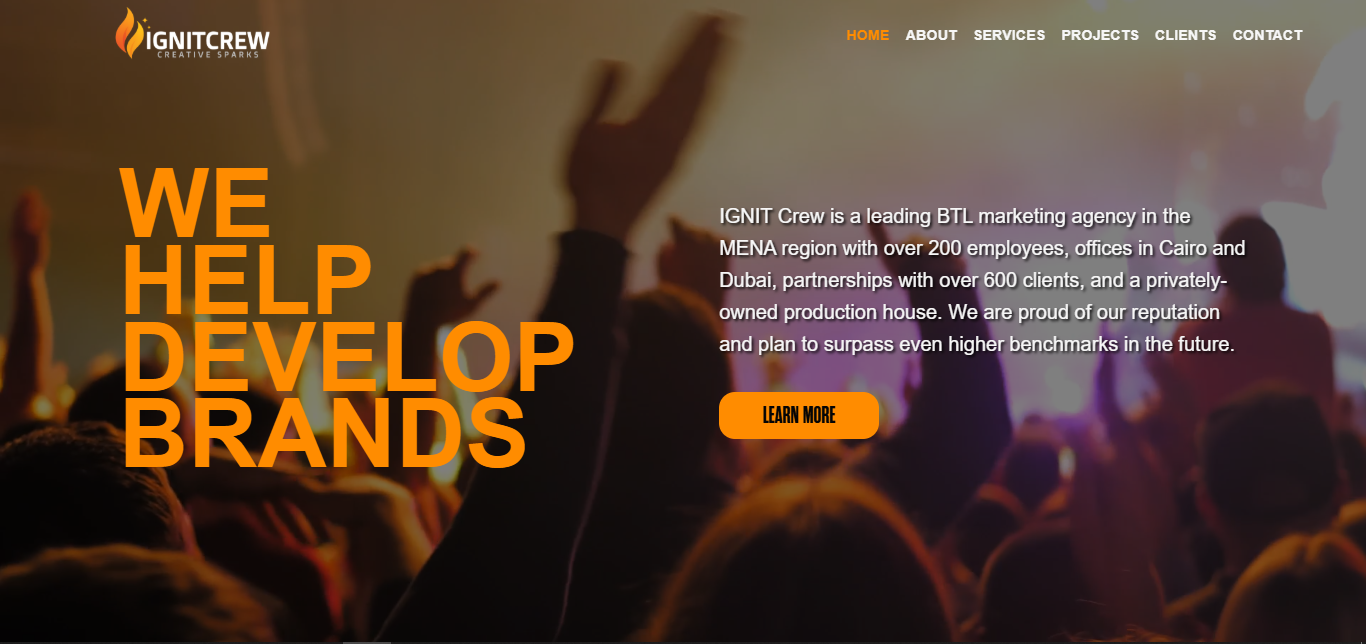 IGNITCREW
CREATIVE SPARKS
HOME ABOUT SERVICES PROJECTS CLIENTS CONTACT
WE
HELP
DEVELOP
BRANDS
IGNIT Crew is a leading BTL marketing agency in the
MENA region with over 200 employees, offices in Cairo and
Dubai, partnerships with over 600 clients, and a privately-
owned production house. We are proud of our reputation
and plan to surpass even higher benchmarks in the future.
LEARN MORE